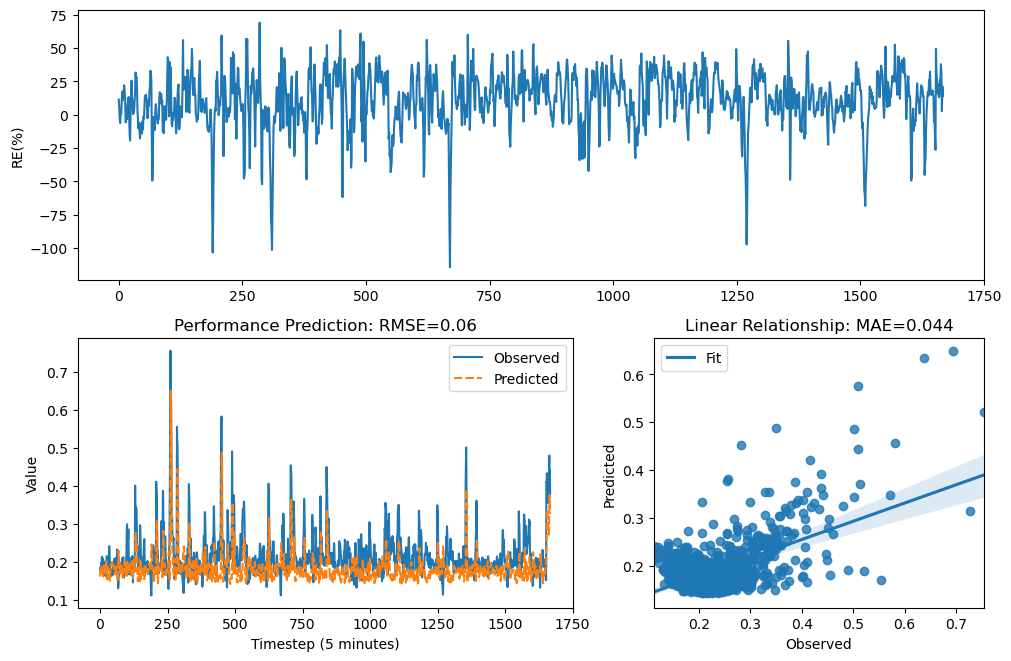 75
50
25
0
−25
−50
−75
−100
RE(%)
0 250 500 750 1000 1250 1500 1750
Performance Prediction: RMSE=0.06
Observed
Predicted
0.7
0.6
0.5
0.4
0.3
0.2
0.1
Value
0 250 500 750 1000 1250 1500 1750
Timestep (5 minutes)
Linear Relationship: MAE=0.044
Fit
0.6
0.5
0.4
0.3
0.2
Predicted
0.2 0.3 0.4 0.5 0.6 0.7
Observed